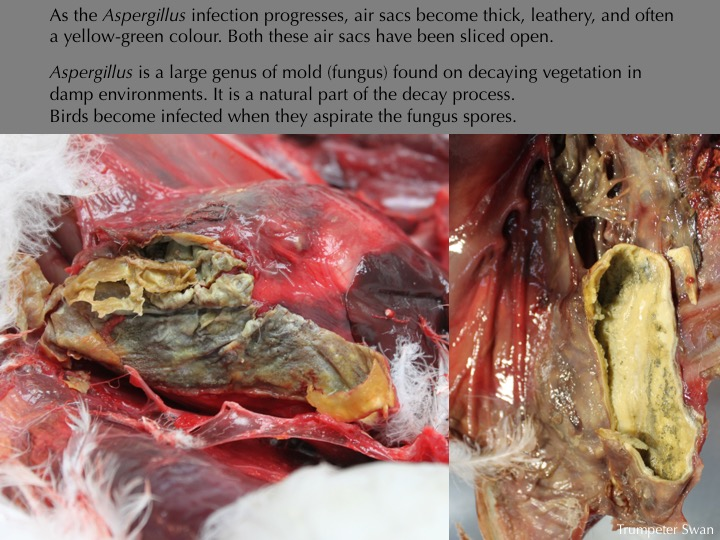 As the Aspergillus infection progresses, air sacs become thick, leathery, and often
a yellow-green colour. Both these air sacs have been sliced open.
Aspergillus is a large genus of mold (fungus) found on decaying vegetation in
damp environments. It is a natural part of the decay process.
Birds become infected when they aspirate the fungus spores.
Trumpeter Swan